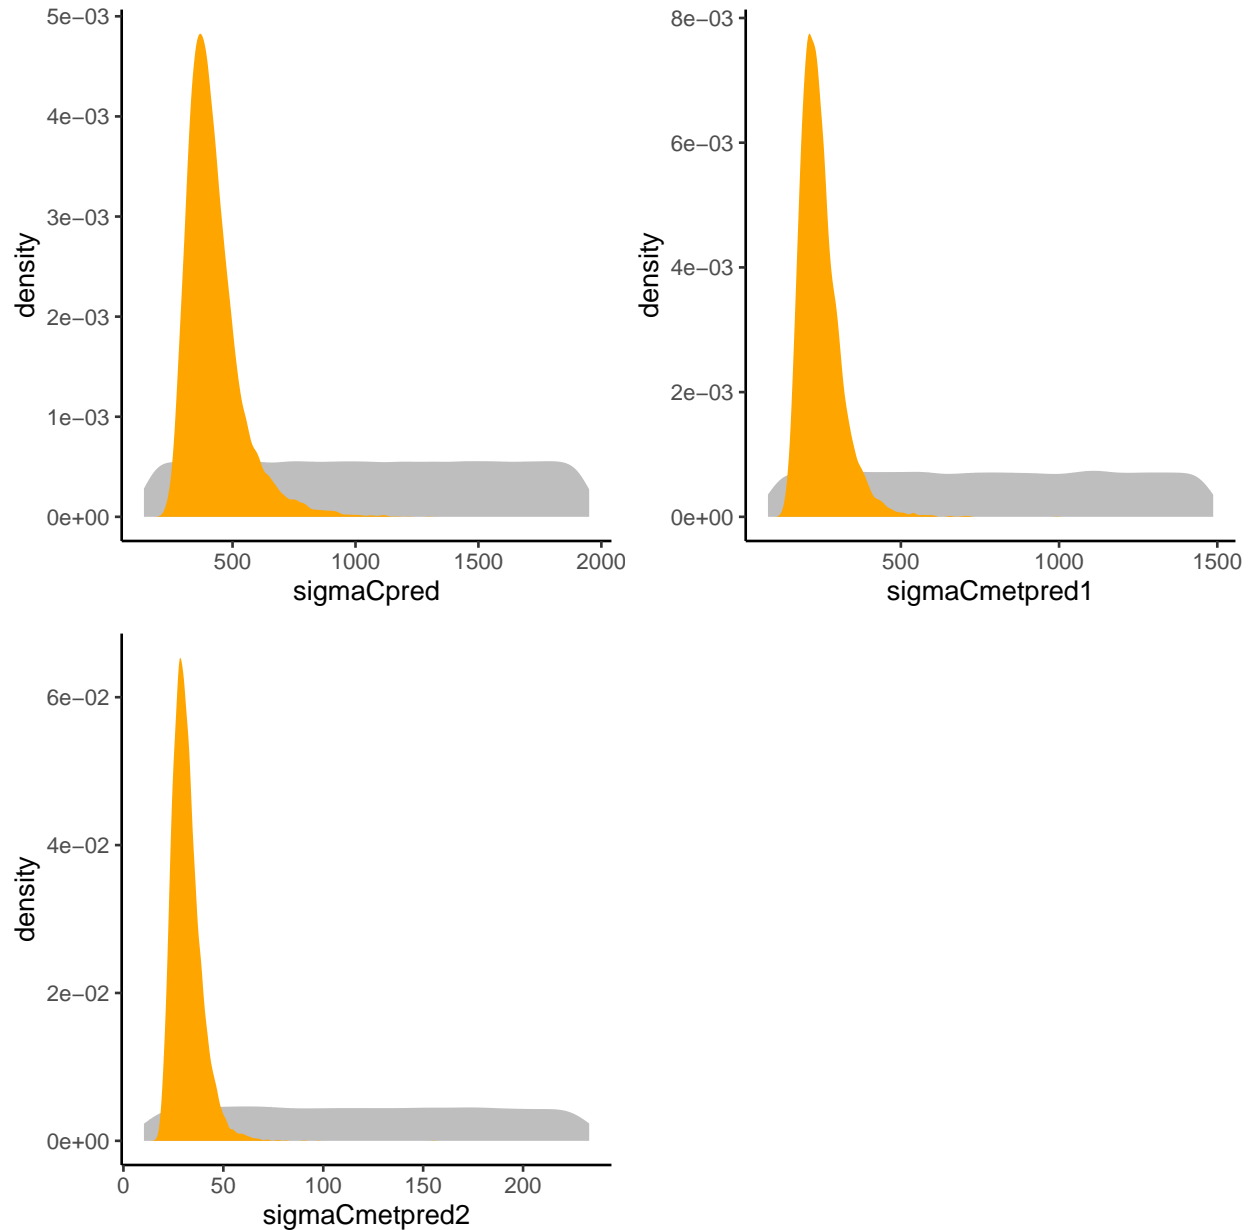 5e−03
4e−03
3e−03
2e−03
1e−03
0e+00
density
500
1000
1500
2000
sigmaCpred
8e−03
6e−03
4e−03
2e−03
0e+00
density
500
1000
1500
sigmaCmetpred1
6e−02
4e−02
2e−02
0e+00
density
0
50
100
150
200
sigmaCmetpred2